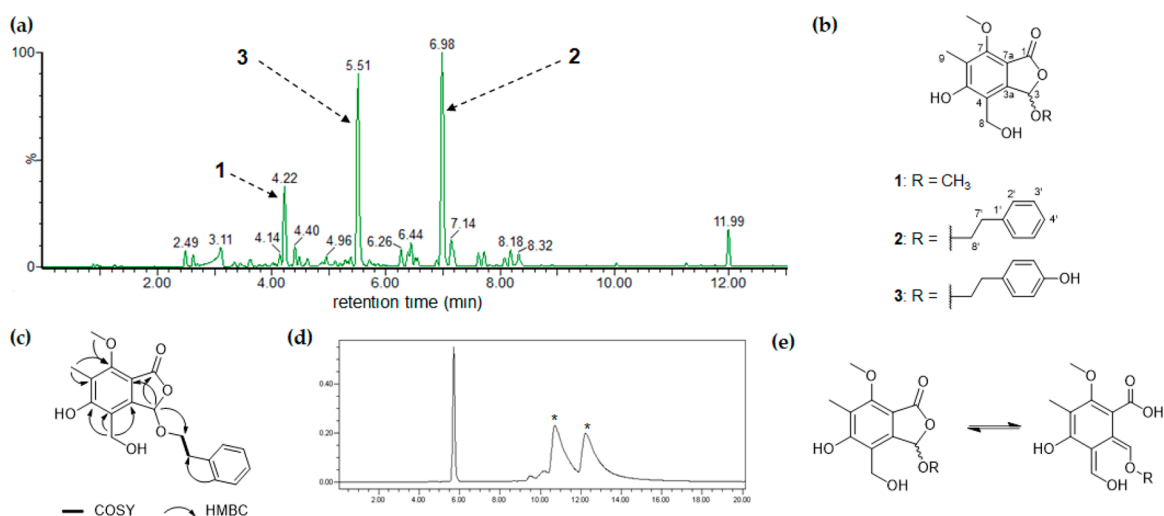 (a)
100
%
0
3
1
2
2.49
3.11
4.14
4.22
4.40
4.96
5.51
6.26
6.44
6.98
7.14
8.18
8.32
11.99
2.00 4.00 6.00 8.00 10.00 12.00
retention time (min)
(b)
O
O
7
1
9
7a
O
3a
3
HO
4
O
R
8
OH
1: R = CH3
2: R =
7'
8'
1'
2'
3'
4'
3: R =
OH
(c)
O
O
O
HO
O
OH
COSY
HMBC
(d)
0.40
0.20
0.00
* *
2.00 4.00 6.00 8.00 10.00 12.00 14.00 16.00 18.00 20.00
(e)
O
O
O
HO
O
R
OH
O
O
OH
HO
O
R
OH